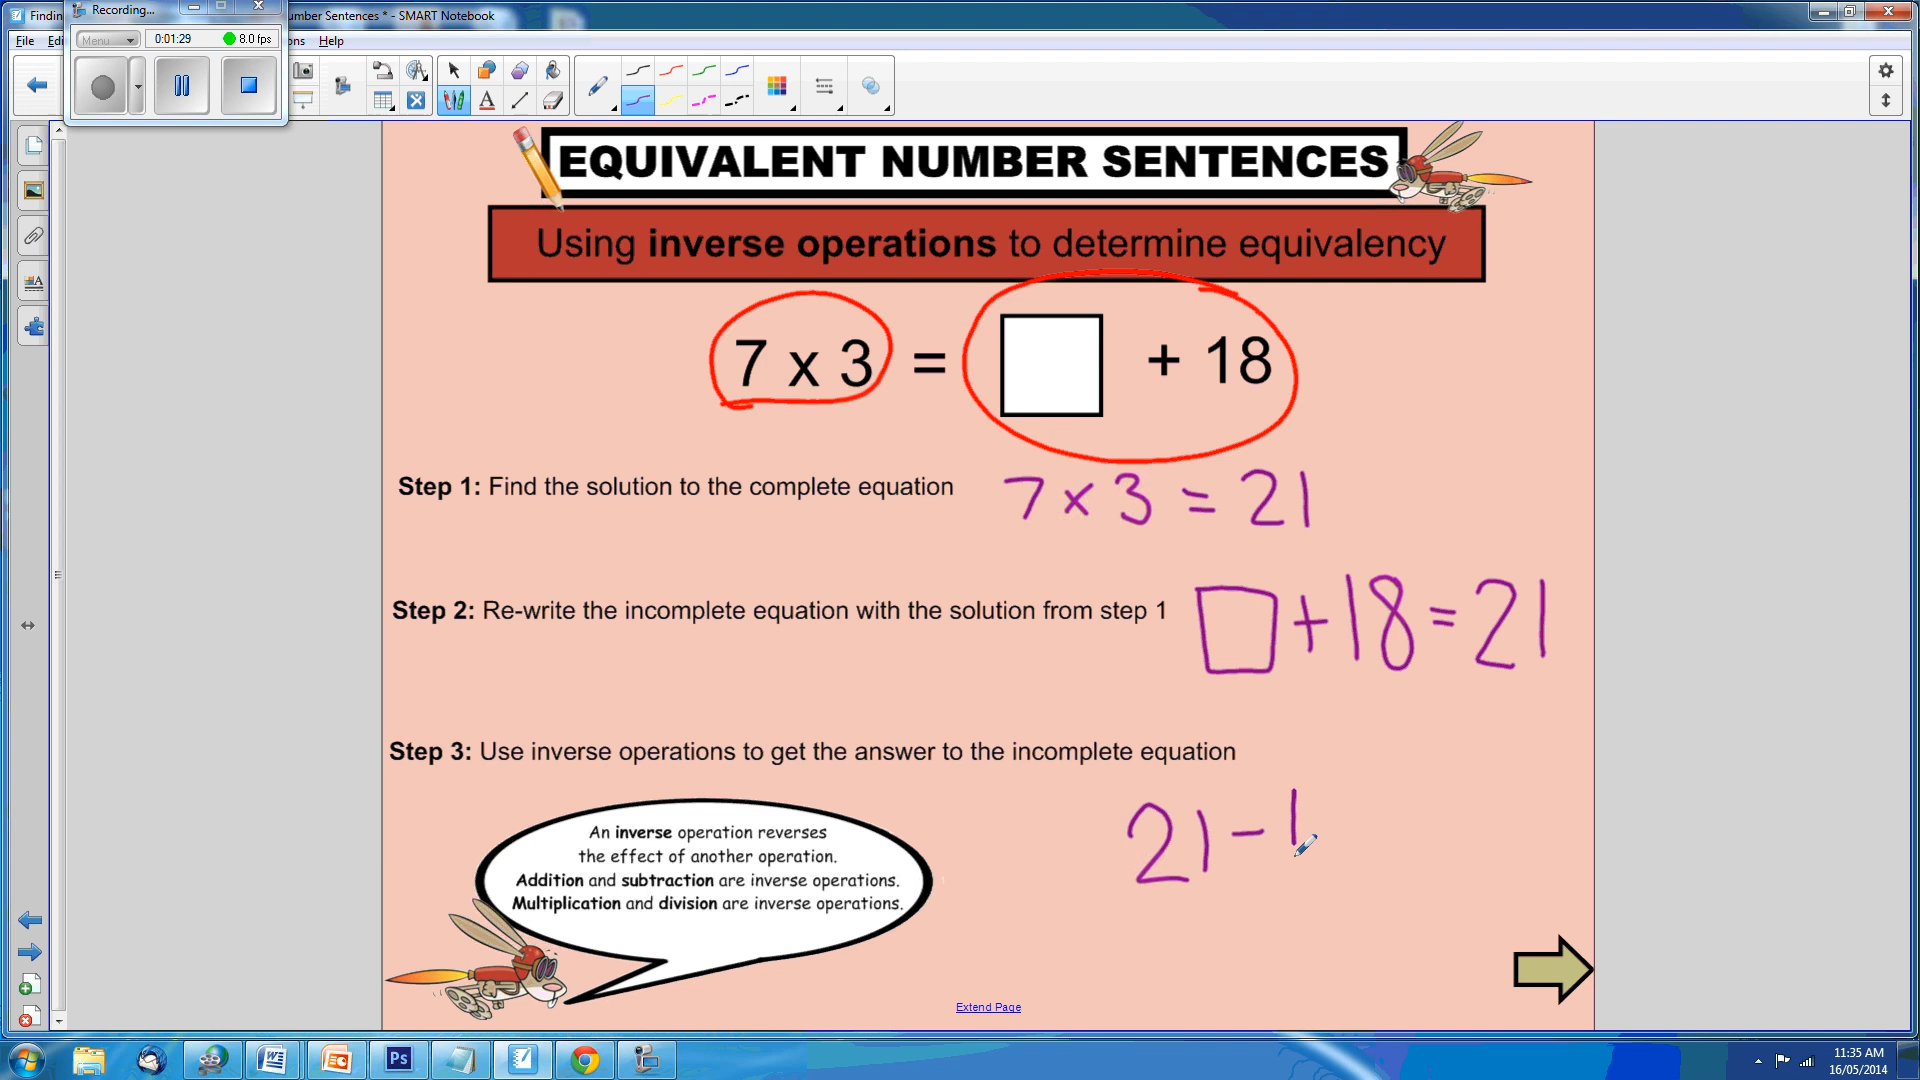 Findin
Recording...
umber Sentences * - SMART Notebook
File Edi ons Help
Menu 0:01:29 8.0 fps
EQUIVALENT NUMBER SENTENCES
Using inverse operations to determine equivalency
7 x 3 = + 18
Step 1: Find the solution to the complete equation 7 x 3 = 21
Step 2: Re-write the incomplete equation with the solution from step 1 □ + 18 = 21
Step 3: Use inverse operations to get the answer to the incomplete equation
21 - 1
An inverse operation reverses
the effect of another operation.
Addition and subtraction are inverse operations.
Multiplication and division are inverse operations.
Extend Page
Ps
11:35 AM
16/05/2014